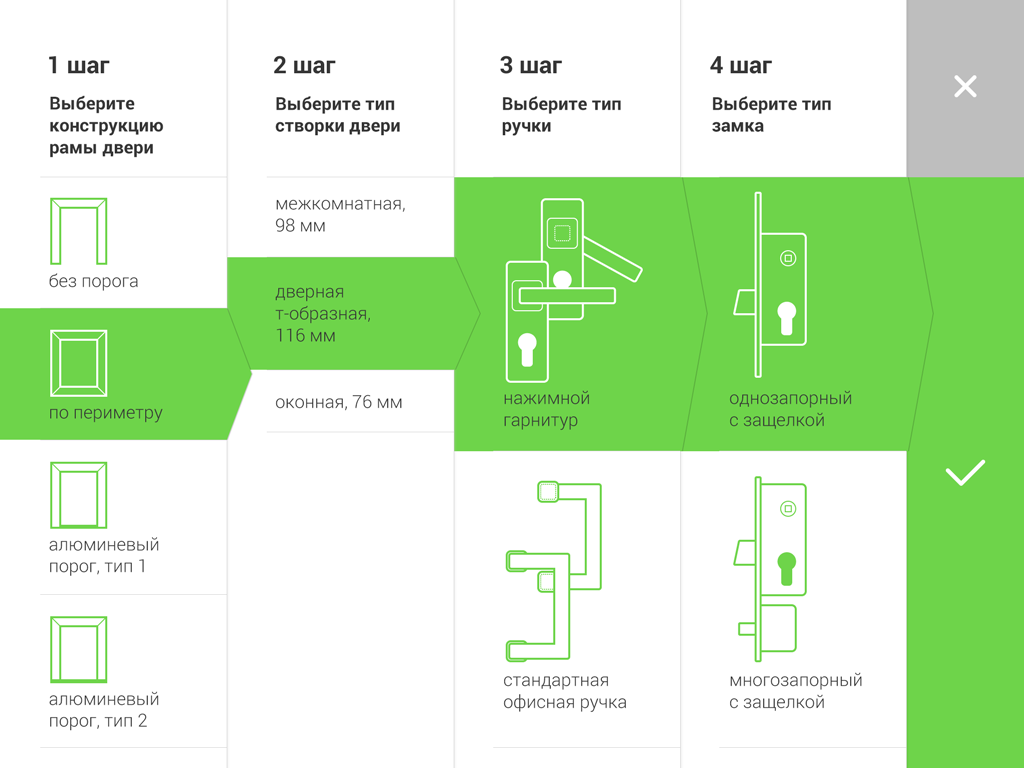 1 шаг
Выберите
конструкцию
рамы двери
без порога
по периметру
алюминевый
порог, тип 1
алюминевый
порог, тип 2
2 шаг
Выберите тип
створки двери
межкомнатная,
98 мм
дверная
т-образная,
116 мм
оконная, 76 мм
3 шаг
Выберите тип
ручки
нажимной
гарнитур
стандартная
офисная ручка
4 шаг
Выберите тип
замка
однозапорный
с защелкой
многозапорный
с защелкой